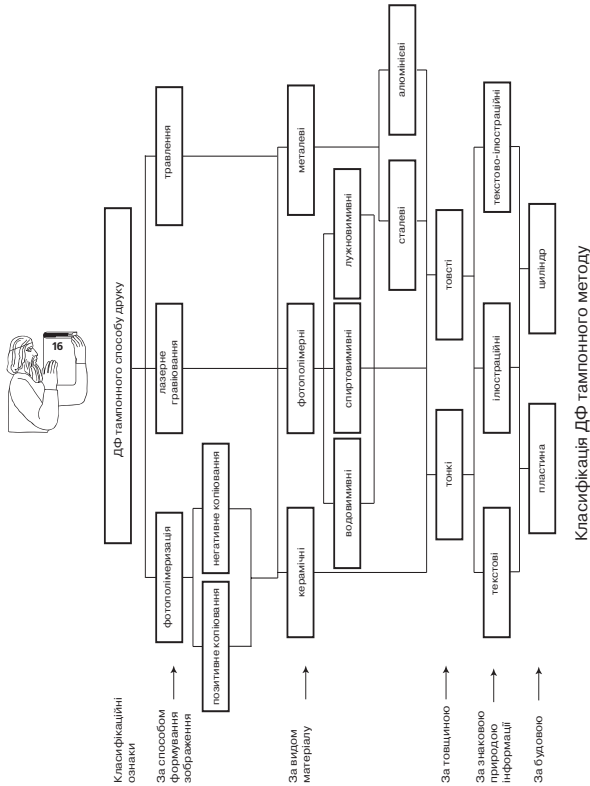 16
Класифікаційні
ознаки
ДФ тампонного способу друку
За способом
формування
зображення
фотополімеризація
лазерне
гравіювання
травлення
позитивне копіювання
негативне копіювання
За видом
матеріалу
керамічні
фотополімерні
металеві
водовимивні
спиртовимивні
лужновимивні
сталеві
алюмінієві
За товщиною
тонкі
товсті
За знаковою
природою
інформації
текстові
ілюстраційні
текстово-ілюстраційні
За будовою
пластина
циліндр
Класифікація ДФ тампонного методу